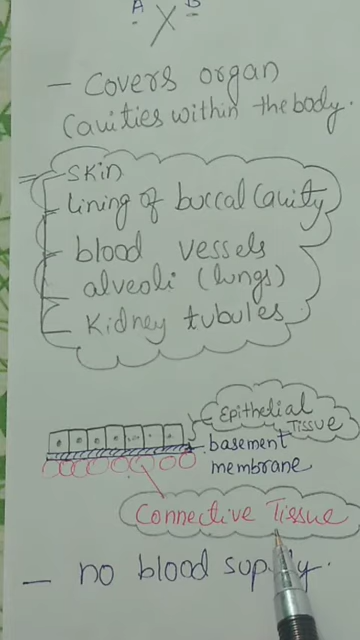 A B
- Covers organ
Cavities within the body.
- Skin
- lining of buccal cavity
- blood vessels
- alveoli (lungs)
- Kidney tubules
Epithelial
Tissue
basement
membrane
Connective Tissue
- no blood supply.